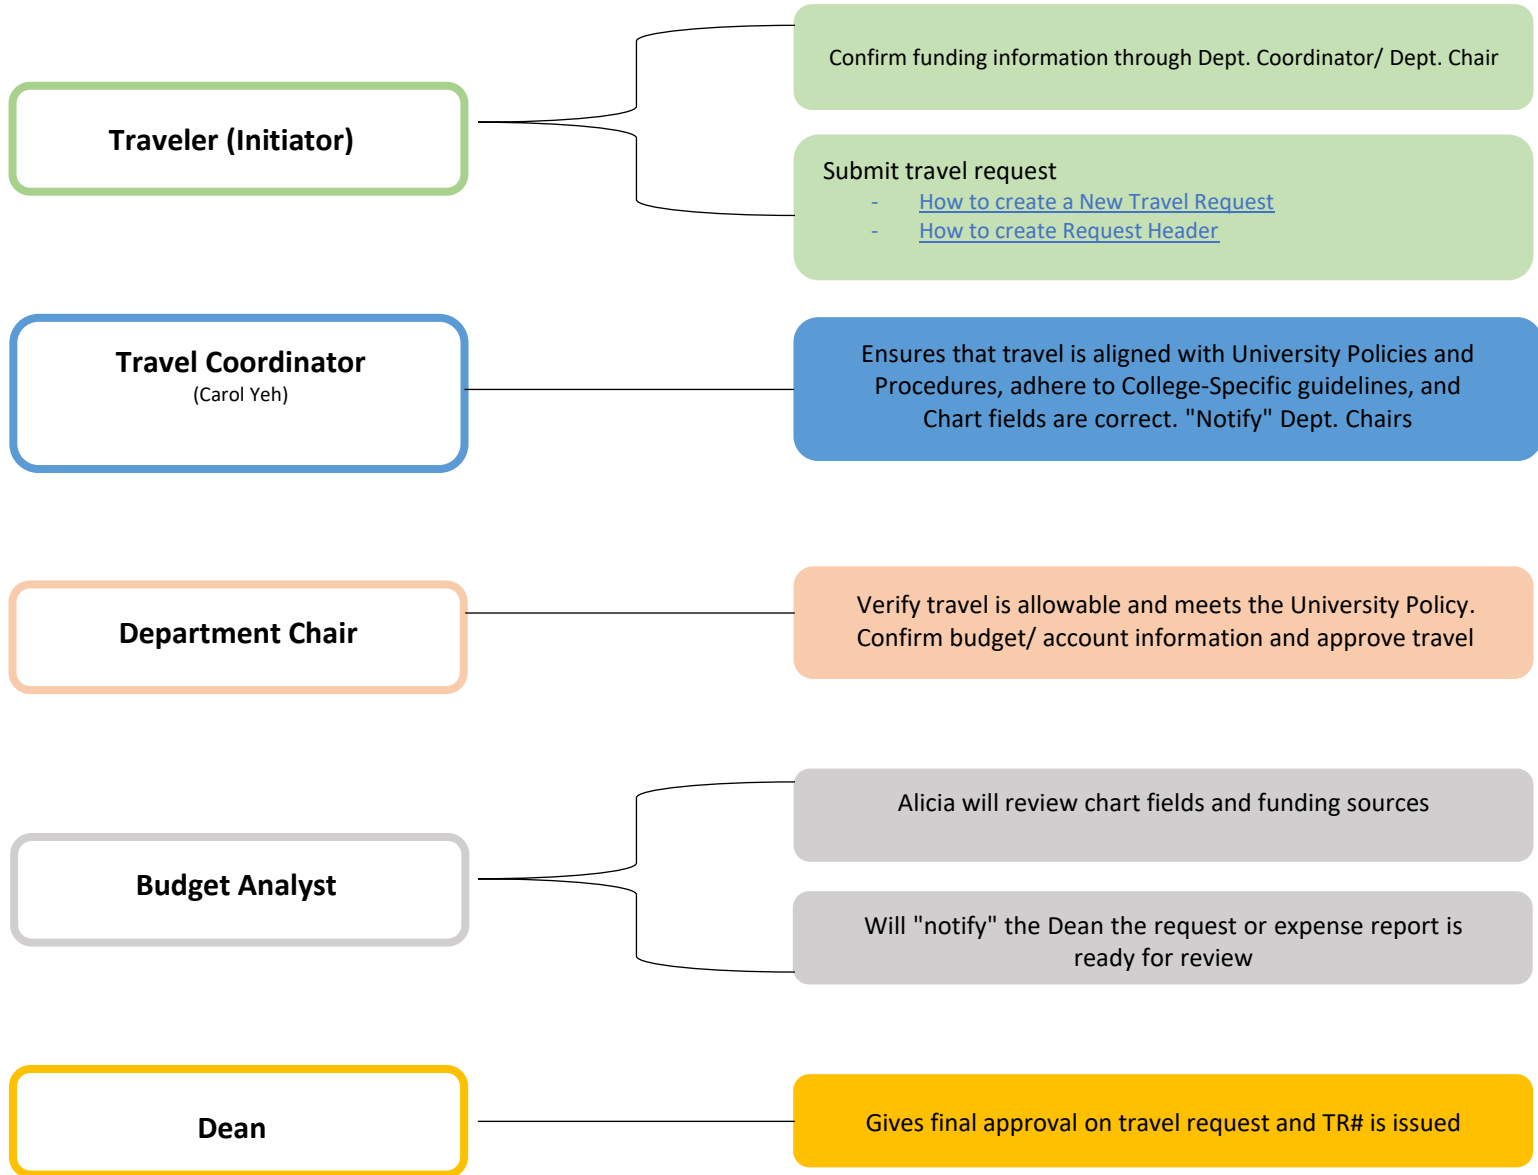 Confirm funding information through Dept. Coordinator/ Dept. Chair
Traveler (Initiator)
Submit travel request
- How to create a New Travel Request
- How to create Request Header
Travel Coordinator
(Carol Yeh)
Ensures that travel is aligned with University Policies and
Procedures, adhere to College-Specific guidelines, and
Chart fields are correct. "Notify" Dept. Chairs
Department Chair
Verify travel is allowable and meets the University Policy.
Confirm budget/ account information and approve travel
Budget Analyst
Alicia will review chart fields and funding sources
Will "notify" the Dean the request or expense report is
ready for review
Dean
Gives final approval on travel request and TR# is issued